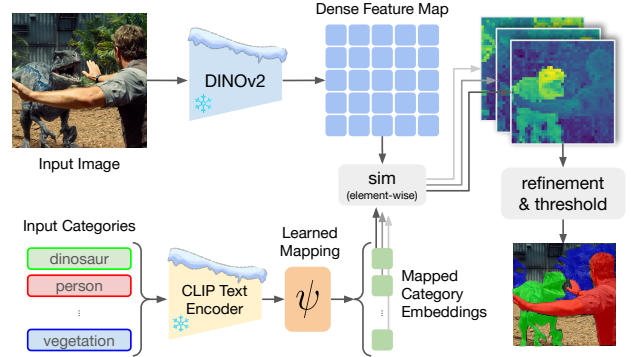 Dense Feature Map
DINOv2
Input Image
sim
(element-wise)
refinement
& threshold
Input Categories
dinosaur
person
...
vegetation
CLIP Text
Encoder
Learned
Mapping
ψ
Mapped
Category
Embeddings
...